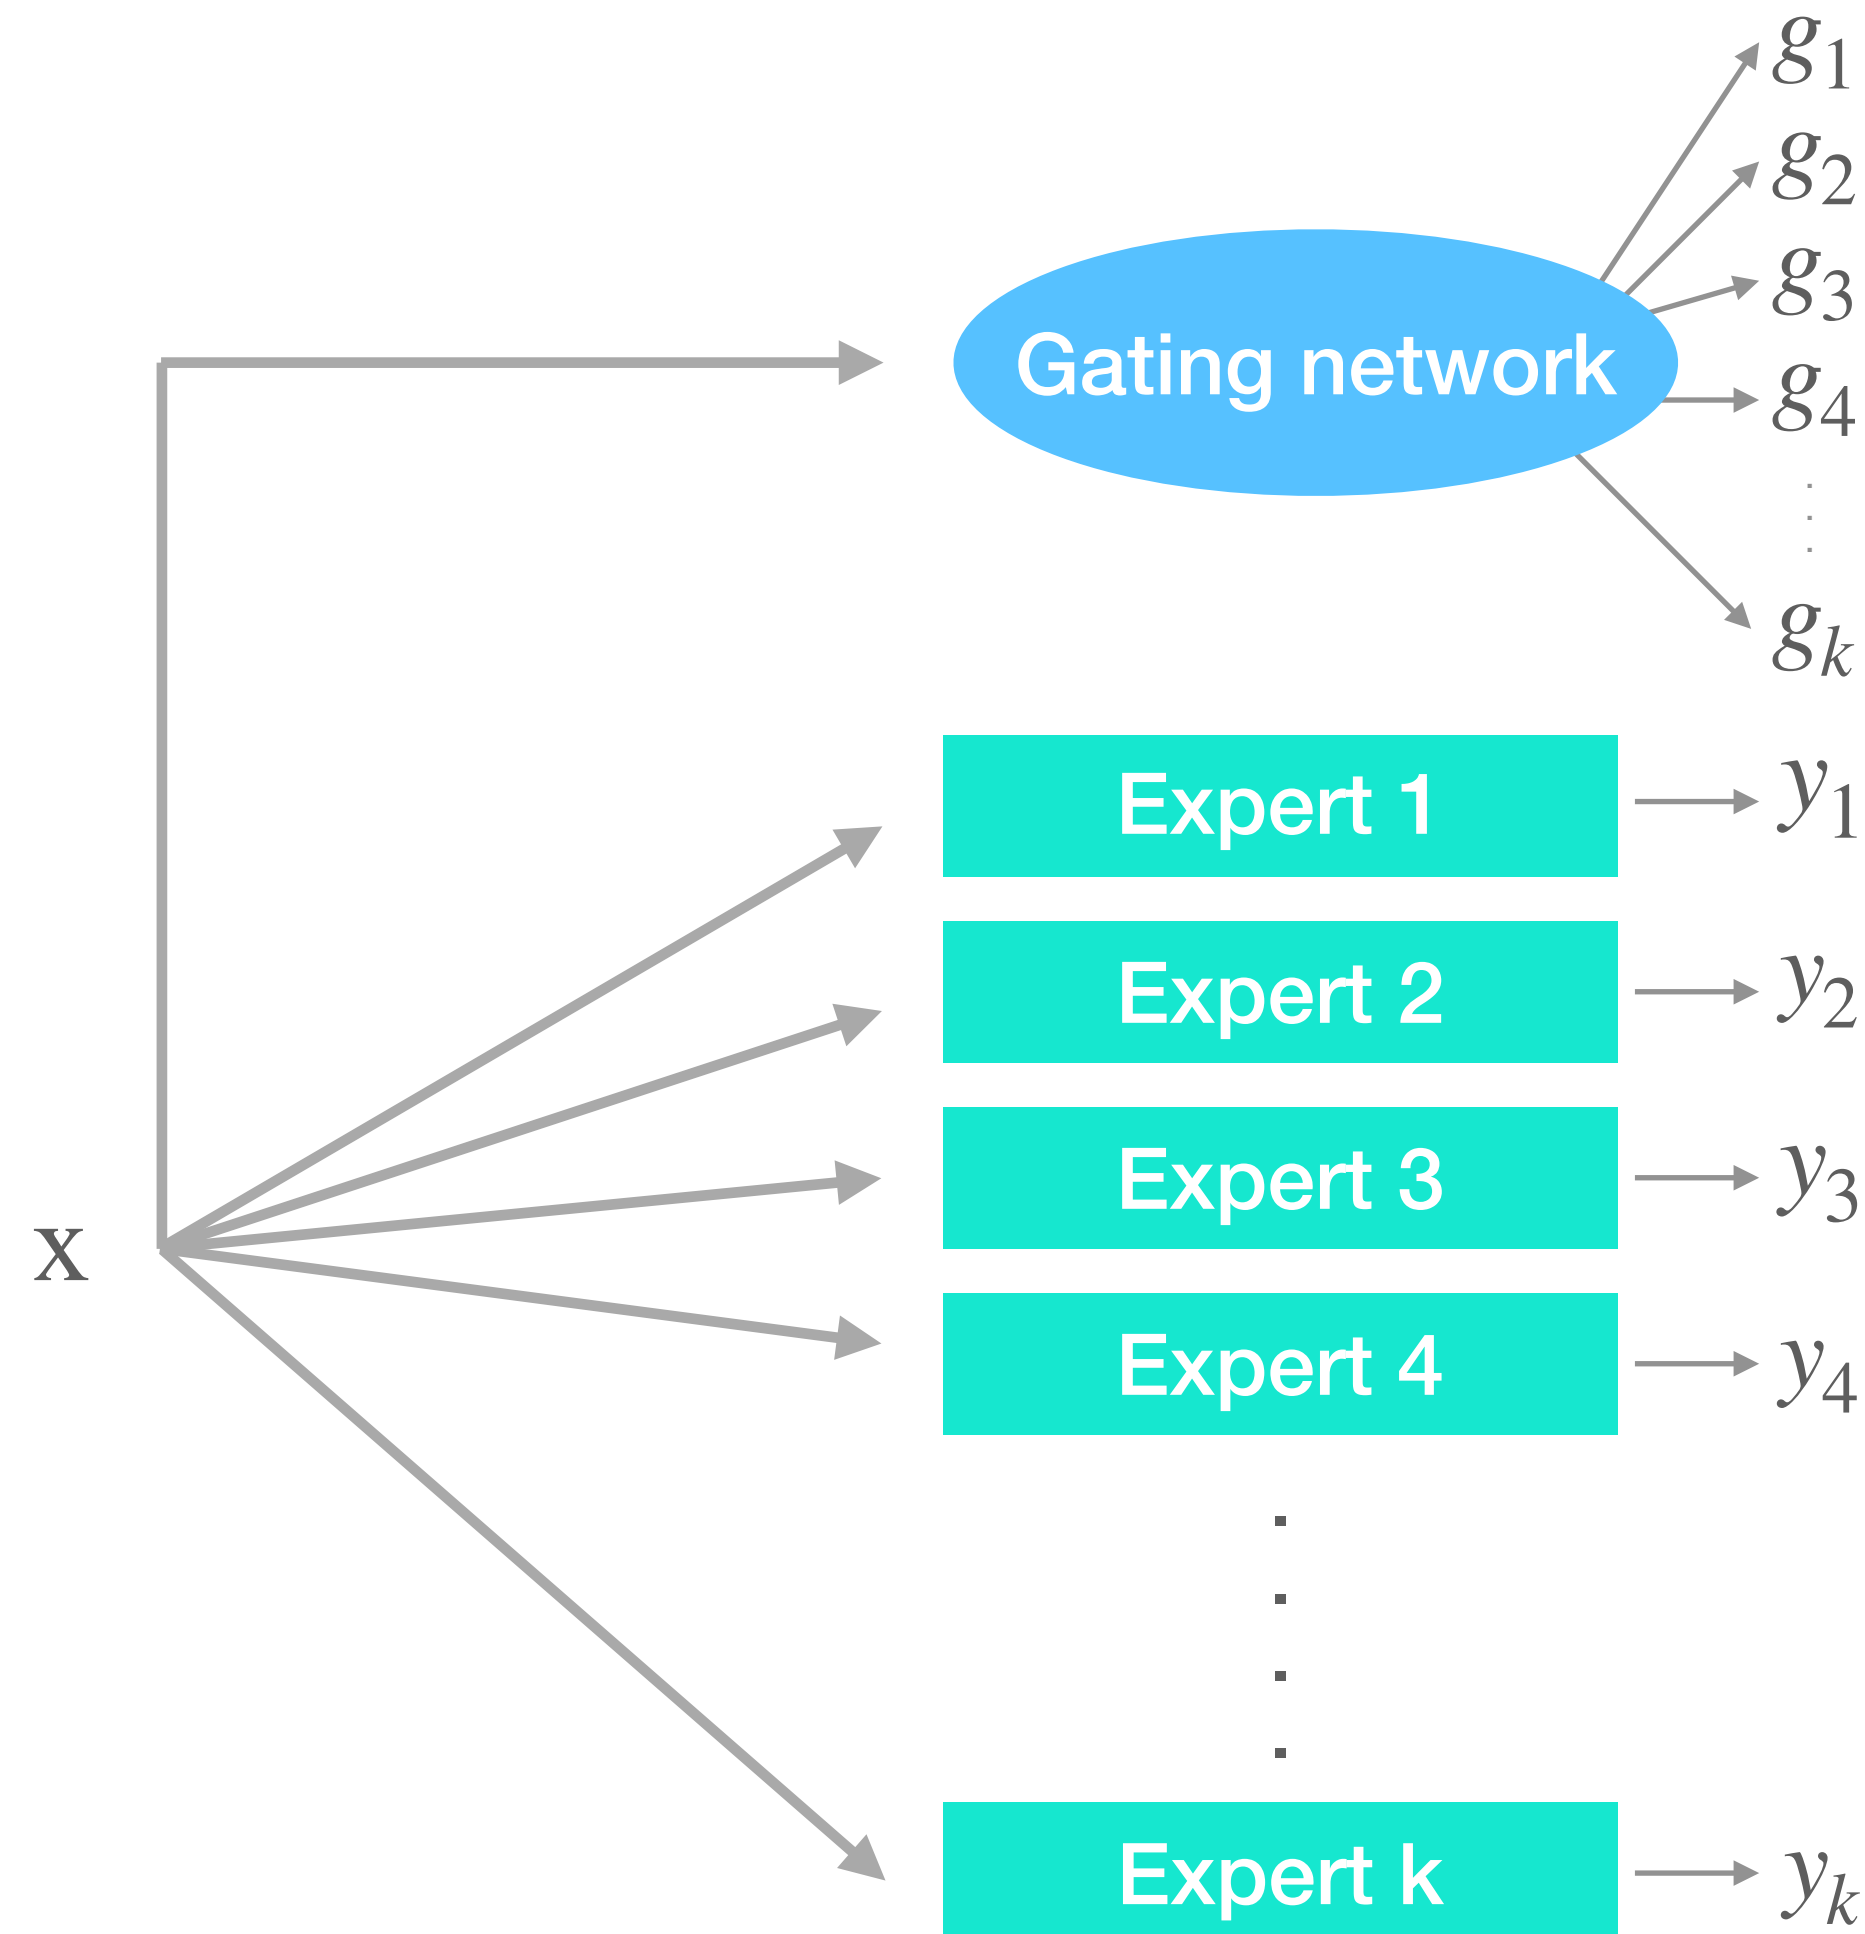 g1
g2
g3
Gating network
g4
gk
Expert 1
y1
Expert 2
y2
Expert 3
y3
x
Expert 4
y4
Expert k
yk